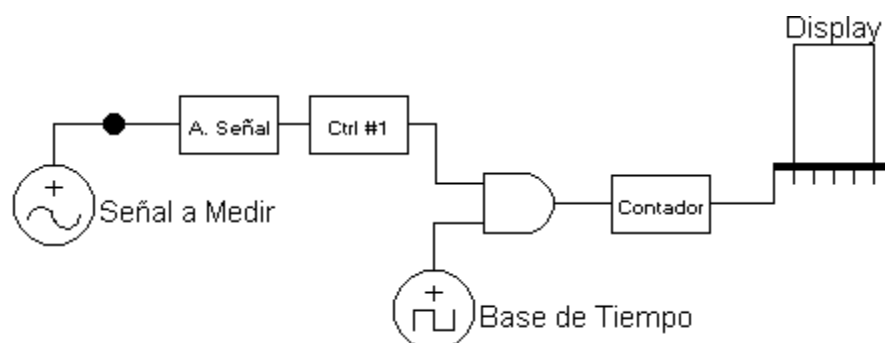 Display
A. Señal
Ctrl #1
Señal a Medir
Contador
Base de Tiempo